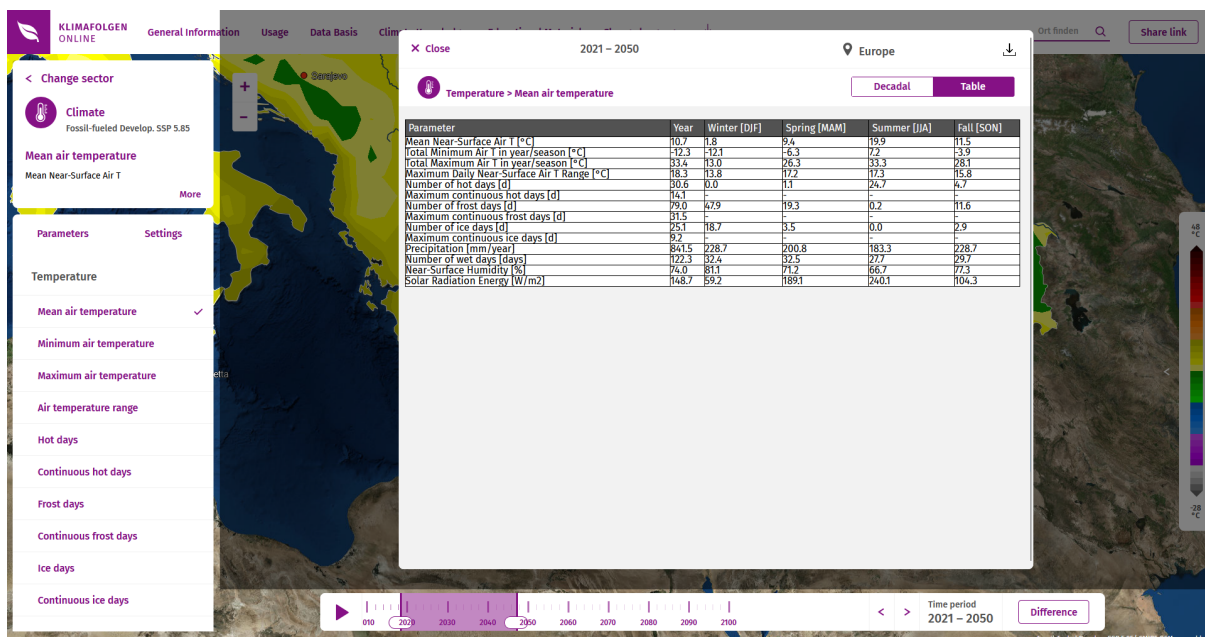 KLIMAFOLGEN
ONLINE
General Information Usage Data Basis
Ort finden
Share link
< Change sector
Climate
Fossil-fueled Develop. SSP 5.85
Mean air temperature
Mean Near-Surface Air T
More
Parameters Settings
Temperature
Mean air temperature
Minimum air temperature
Maximum air temperature
Air temperature range
Hot days
Continuous hot days
Frost days
Continuous frost days
Ice days
Continuous ice days
+
−
Sarajevo
etta
× Close 2021 – 2050 Europe
Temperature > Mean air temperature Decadal Table
Parameter Year Winter [DJF] Spring [MAM] Summer [JJA] Fall [SON]
Mean Near-Surface Air T [°C] 10.7 1.8 9.4 19.9 11.5
Total Minimum Air T in year/season [°C] -12.3 -12.1 -6.3 7.2 -3.9
Total Maximum Air T in year/season [°C] 33.4 13.0 26.3 33.3 28.1
Maximum Daily Near-Surface Air T Range [°C] 18.3 13.8 17.2 17.3 15.8
Number of hot days [d] 30.6 0.0 1.1 24.7 4.7
Maximum continuous hot days [d] 14.1 - - - -
Number of frost days [d] 79.0 47.9 19.3 0.2 11.6
Maximum continuous frost days [d] 31.5 - - - -
Number of ice days [d] 25.1 18.7 3.5 0.0 2.9
Maximum continuous ice days [d] 9.2 - - - -
Precipitation [mm/year] 841.5 228.7 200.8 183.3 228.7
Number of wet days [days] 122.3 32.4 32.5 27.7 29.7
Near-Surface Humidity [%] 74.0 81.1 71.2 66.7 77.3
Solar Radiation Energy [W/m2] 148.7 59.2 189.1 240.1 104.3
48
°C
-28
°C
010 2020 2030 2040 2050 2060 2070 2080 2090 2100
< > Time period
2021 – 2050
Difference